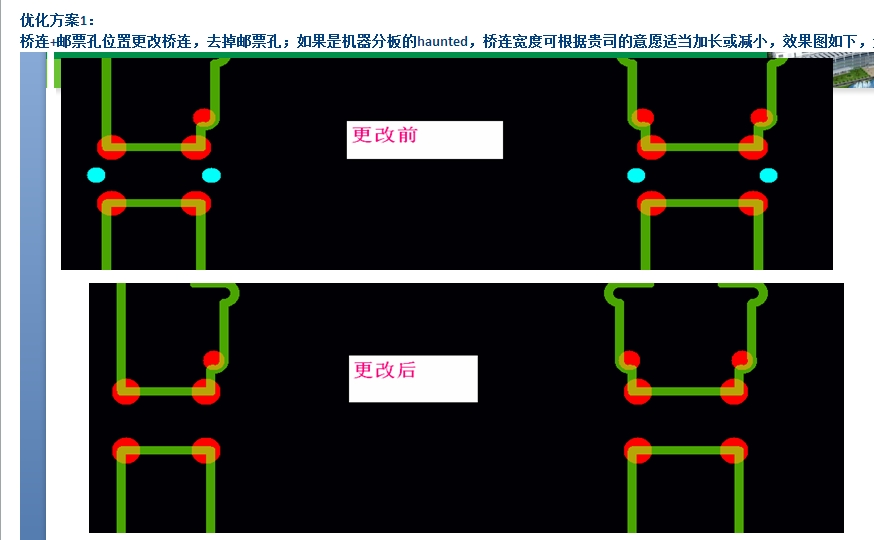 优化方案1：
桥连+邮票孔位置更改桥连，去掉邮票孔；如果是机器分板的haunted，桥连宽度可根据贵司的意愿适当加长或减小，效果图如下，
更改前
更改后